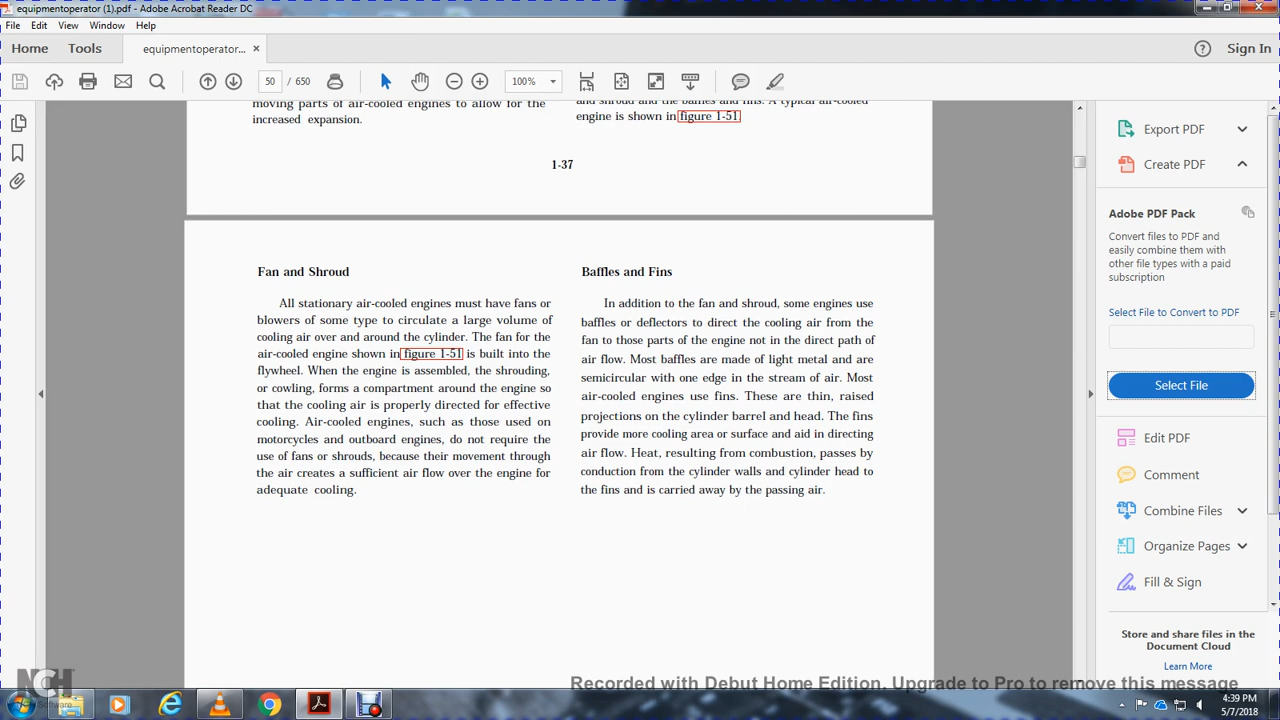 equipmentoperator (1).pdf - Adobe Acrobat Reader DC
File Edit View Window Help
Home Tools equipmentoperator... × Sign In
50 / 650 100%
moving parts of air-cooled engines to allow for the
increased expansion.
and shroud and the baffles and fins. A typical air-cooled
engine is shown in figure 1-51.
1-37
Fan and Shroud
All stationary air-cooled engines must have fans or
blowers of some type to circulate a large volume of
cooling air over and around the cylinder. The fan for the
air-cooled engine shown in figure 1-51 is built into the
flywheel. When the engine is assembled, the shrouding,
or cowling, forms a compartment around the engine so
that the cooling air is properly directed for effective
cooling. Air-cooled engines, such as those used on
motorcycles and outboard engines, do not require the
use of fans or shrouds, because their movement through
the air creates a sufficient air flow over the engine for
adequate cooling.
Baffles and Fins
In addition to the fan and shroud, some engines use
baffles or deflectors to direct the cooling air from the
fan to those parts of the engine not in the direct path of
air flow. Most baffles are made of light metal and are
semicircular with one edge in the stream of air. Most
air-cooled engines use fins. These are thin, raised
projections on the cylinder barrel and head. The fins
provide more cooling area or surface and aid in directing
air flow. Heat, resulting from combustion, passes by
conduction from the cylinder walls and cylinder head to
the fins and is carried away by the passing air.
Export PDF
Create PDF
Adobe PDF Pack
Convert files to PDF and
easily combine them with
other file types with a paid
subscription
Select File to Convert to PDF
Select File
Edit PDF
Comment
Combine Files
Organize Pages
Fill & Sign
Store and share files in the
Document Cloud
Learn More
NCH
Software
Recorded with Debut Home Edition. Upgrade to Pro to remove this message
4:39 PM
5/7/2018